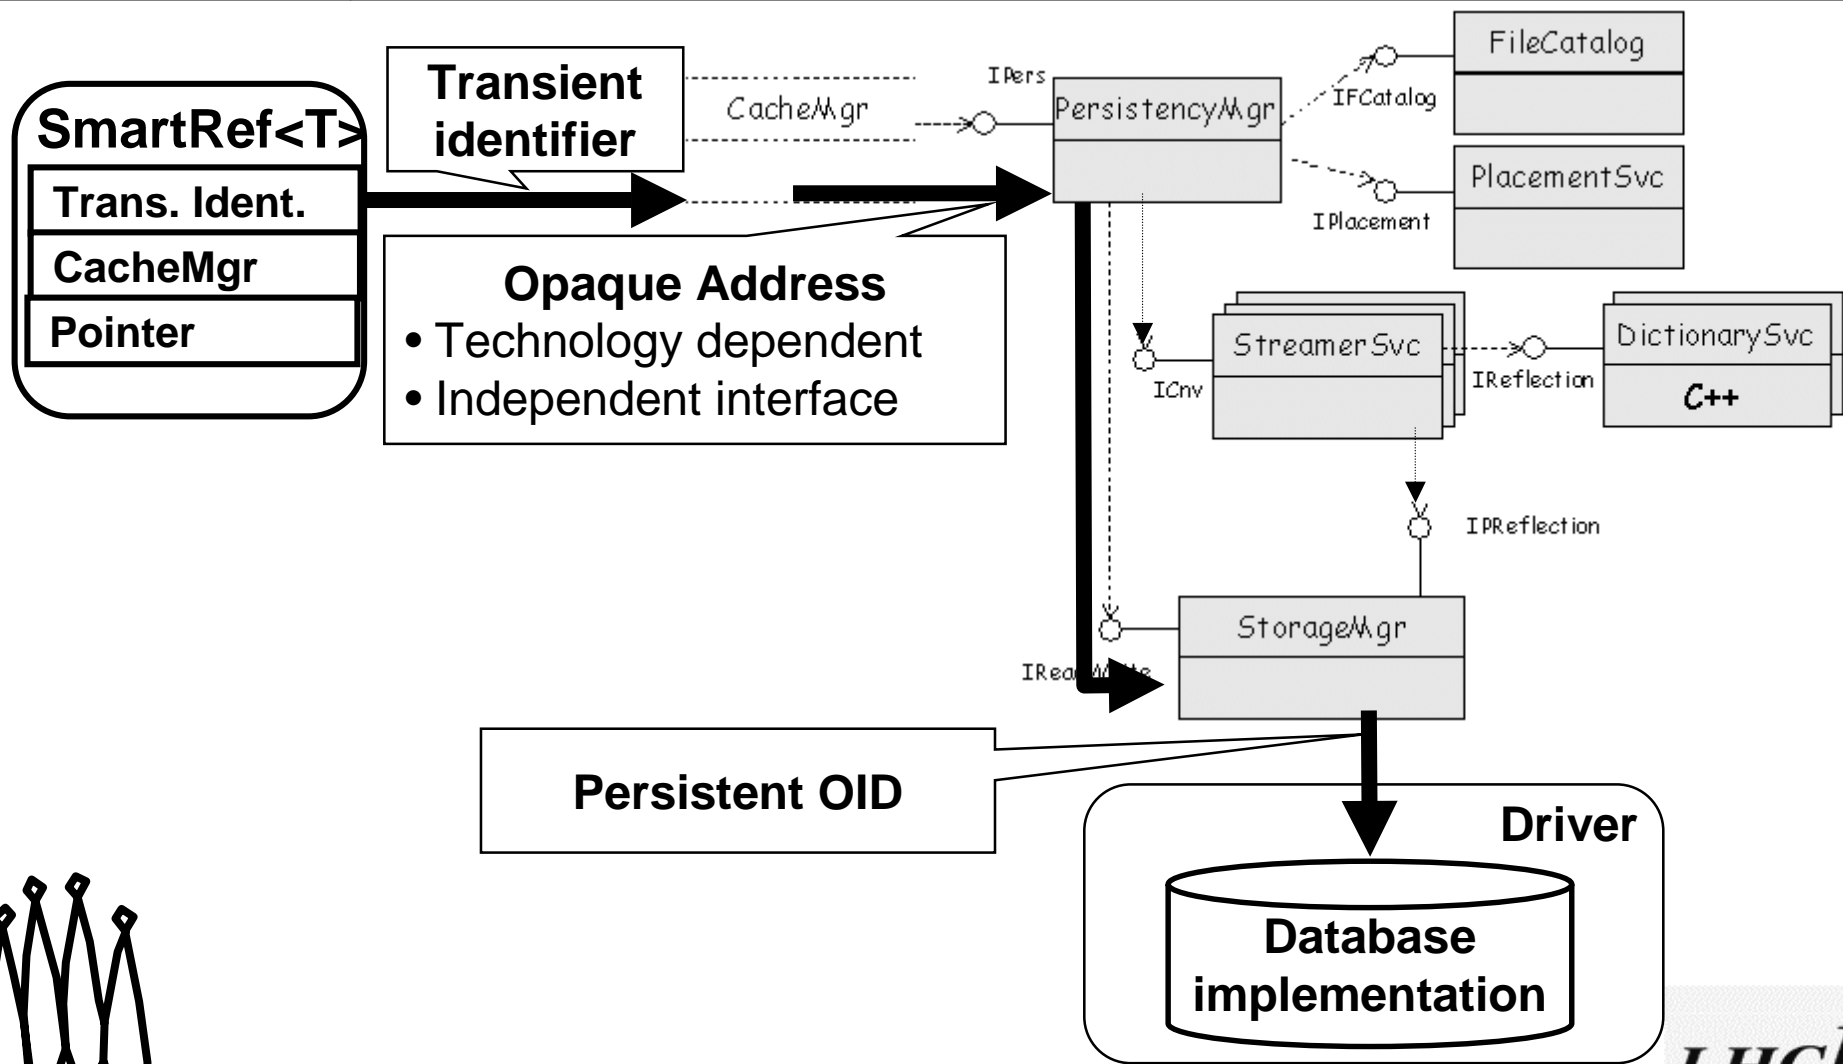 SmartRef<T>
Trans. Ident.
CacheMgr
Pointer
Transient
identifier
CacheMgr
IPers
PersistencyMgr
FileCatalog
IFCatalog
PlacementSvc
IPlacement
Opaque Address
• Technology dependent
• Independent interface
StreamerSvc
ICnv
IReflection
DictionarySvc
C++
IPReflection
StorageMgr
Persistent OID
Driver
Database
implementation